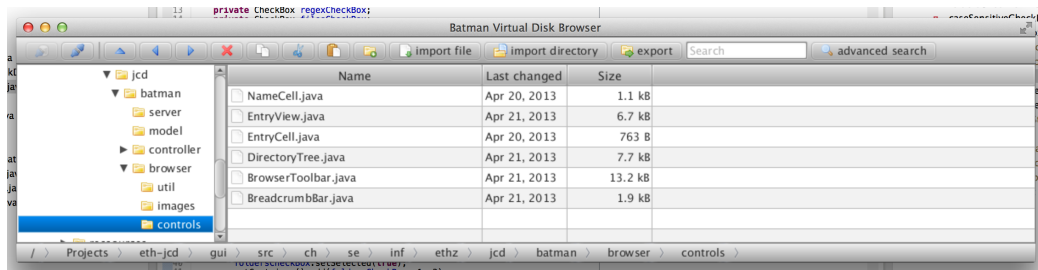 13 private CheckBox regexCheckBox;
Batman Virtual Disk Browser
import file import directory export Search advanced search
jcd
batman
server
model
controller
browser
util
images
controls
Name Last changed Size
NameCell.java Apr 20, 2013 1.1 kB
EntryView.java Apr 21, 2013 6.7 kB
EntryCell.java Apr 20, 2013 763 B
DirectoryTree.java Apr 21, 2013 7.7 kB
BrowserToolbar.java Apr 21, 2013 13.2 kB
BreadcrumbBar.java Apr 21, 2013 1.9 kB
/ Projects eth-jcd gui src ch se inf ethz jcd batman browser controls